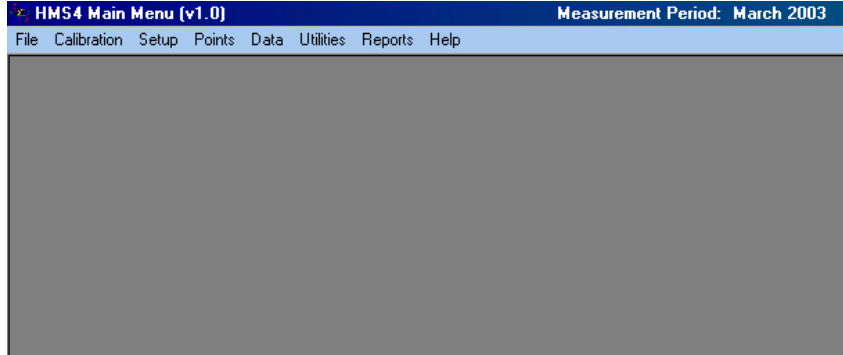 HMS4 Main Menu (v1.0) Measurement Period: March 2003
File Calibration Setup Points Data Utilities Reports Help